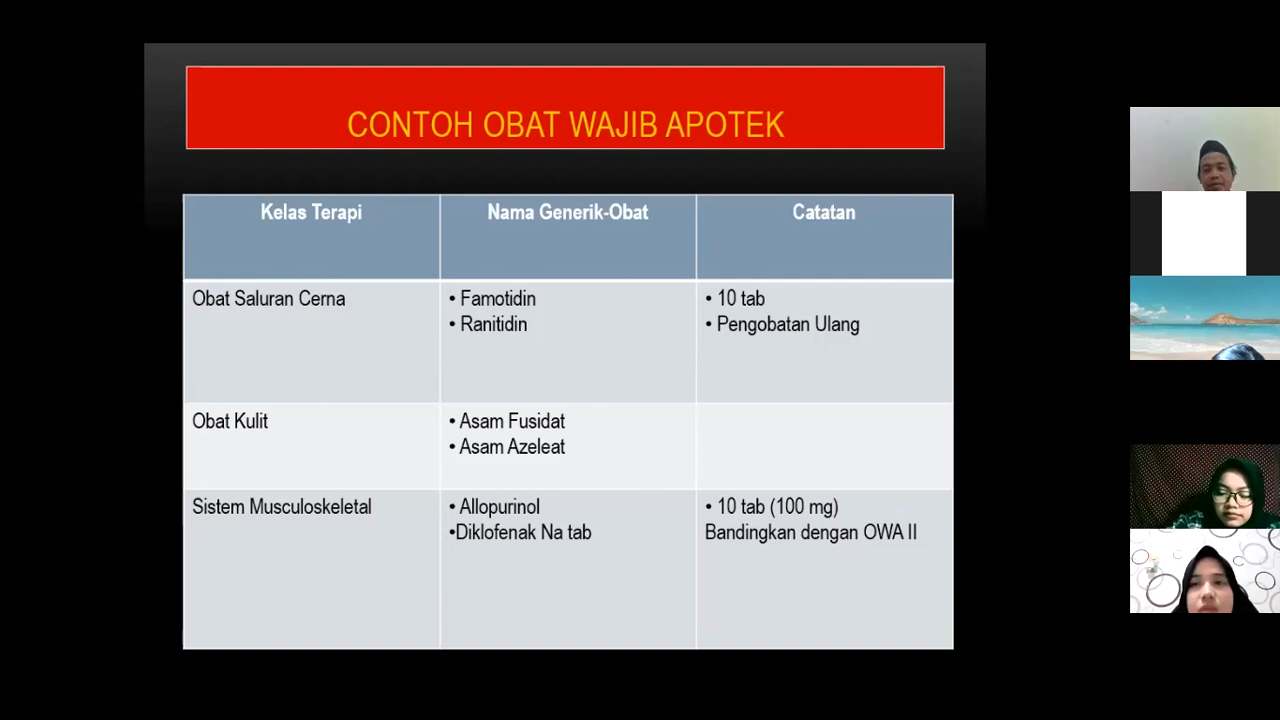 CONTOH OBAT WAJIB APOTEK
Kelas Terapi
Nama Generik-Obat
Catatan
Obat Saluran Cerna
• Famotidin
• Ranitidin
• 10 tab
• Pengobatan Ulang
Obat Kulit
• Asam Fusidat
• Asam Azeleat
Sistem Musculoskeletal
• Allopurinol
•Diklofenak Na tab
• 10 tab (100 mg)
Bandingkan dengan OWA II